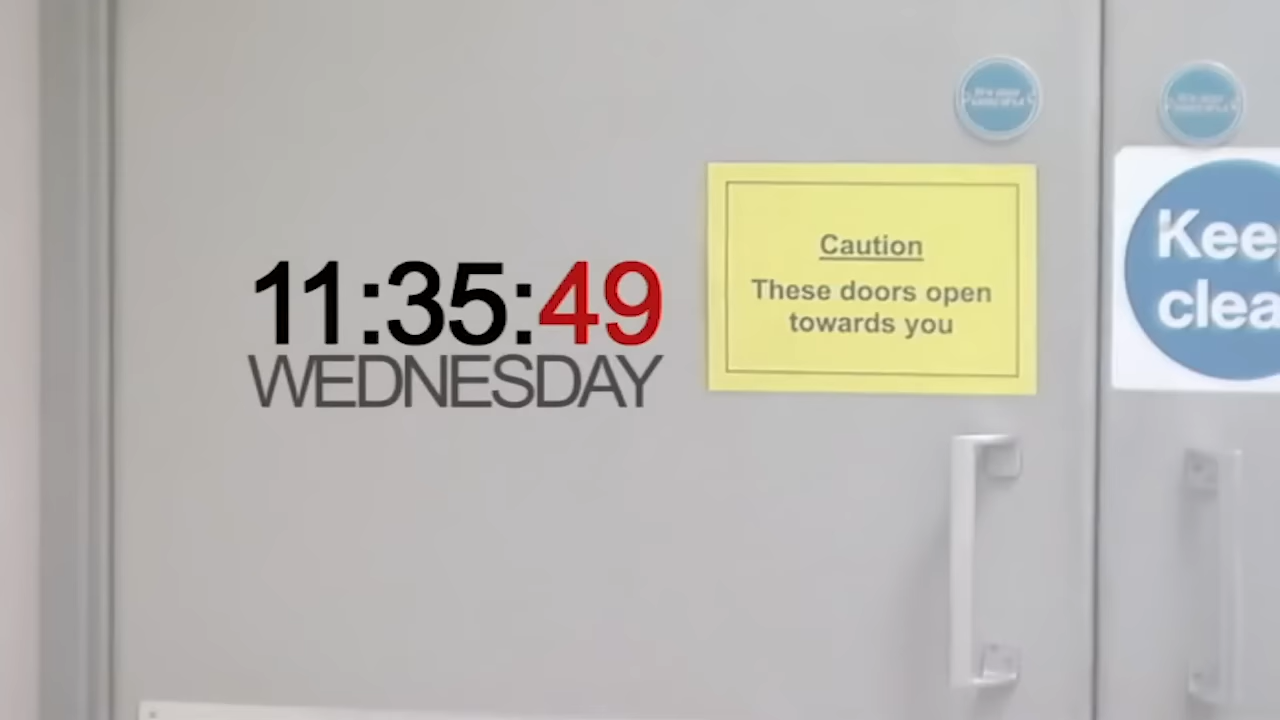 11:35:49
WEDNESDAY
Caution
These doors open
towards you
Kee
clea